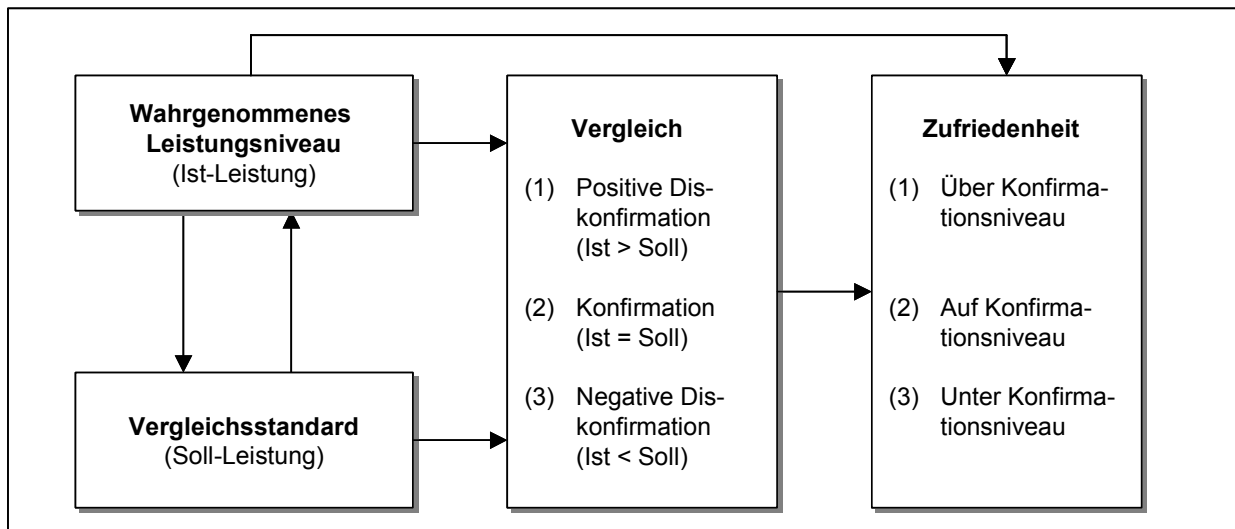 Wahrgenommenes
Leistungsniveau
(Ist-Leistung)
Vergleichsstandard
(Soll-Leistung)
Vergleich
(1) Positive Dis-
konfirmation
(Ist > Soll)
(2) Konfirmation
(Ist = Soll)
(3) Negative Dis-
konfirmation
(Ist < Soll)
Zufriedenheit
(1) Über Konfirma-
tionsniveau
(2) Auf Konfirma-
tionsniveau
(3) Unter Konfirma-
tionsniveau